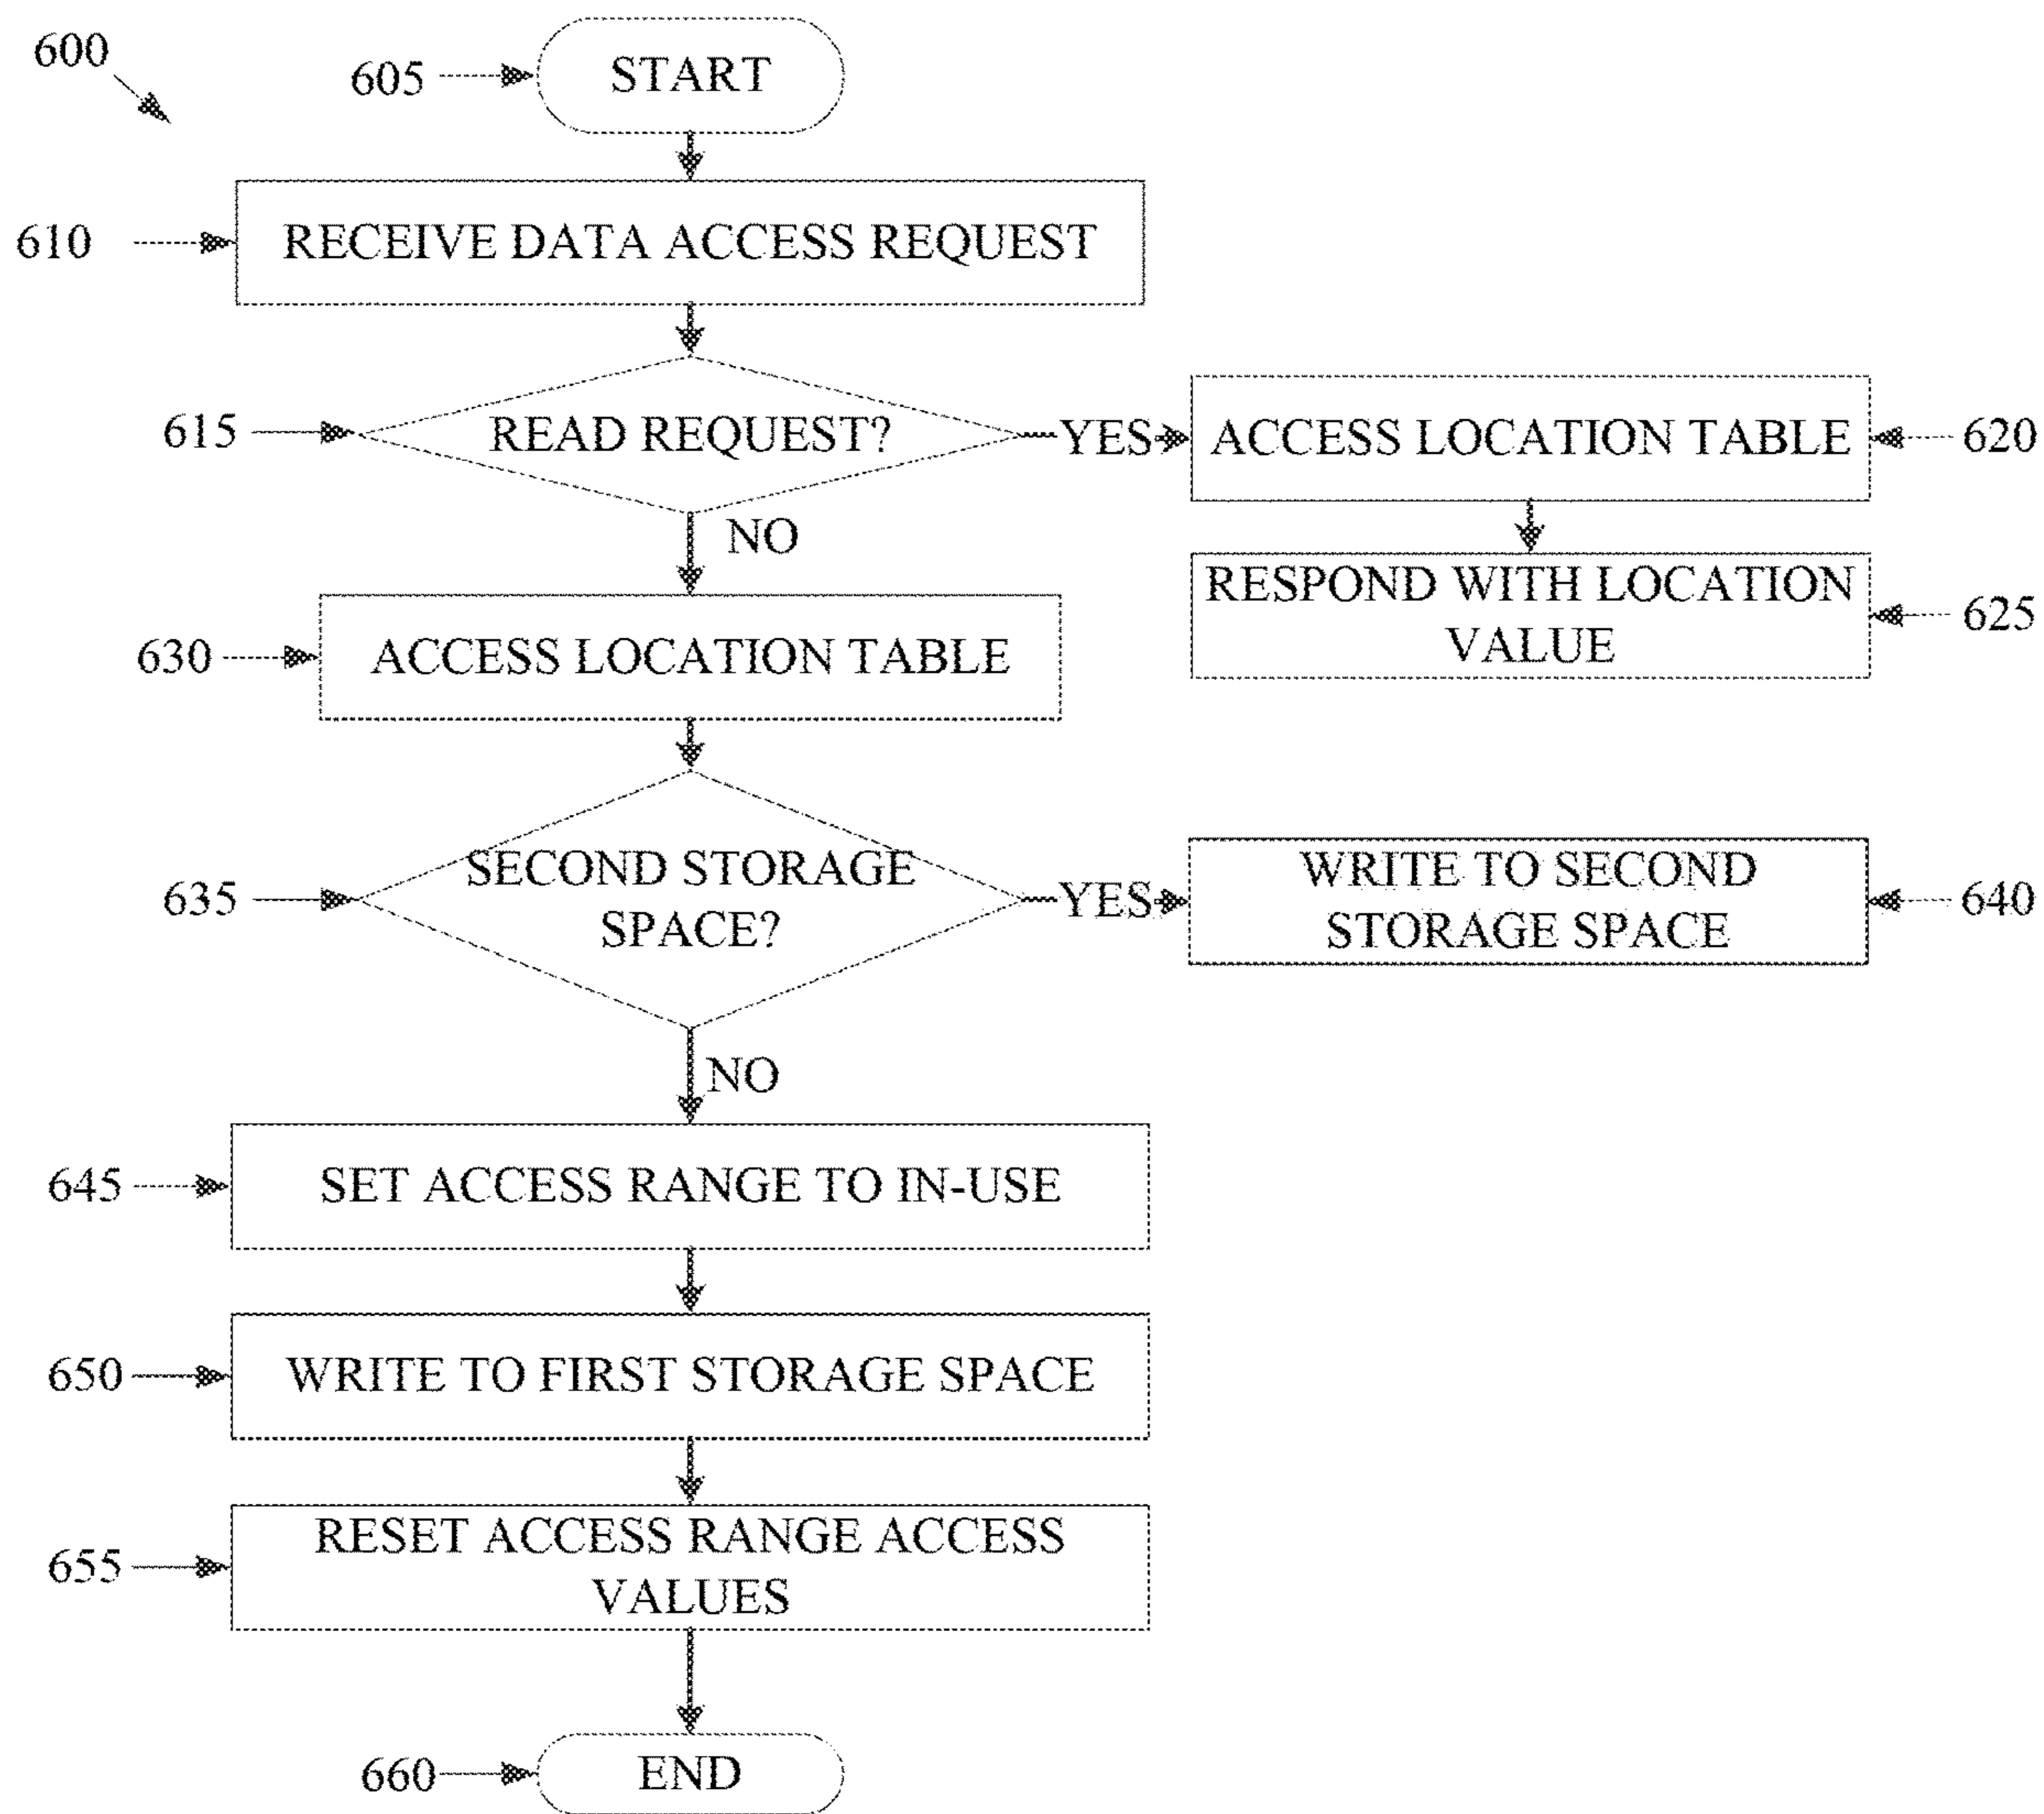 600
605
START
610
RECEIVE DATA ACCESS REQUEST
615
READ REQUEST?
YES
ACCESS LOCATION TABLE
620
NO
RESPOND WITH LOCATION
VALUE
625
630
ACCESS LOCATION TABLE
635
SECOND STORAGE
SPACE?
YES
WRITE TO SECOND
STORAGE SPACE
640
NO
645
SET ACCESS RANGE TO IN-USE
650
WRITE TO FIRST STORAGE SPACE
655
RESET ACCESS RANGE ACCESS
VALUES
660
END